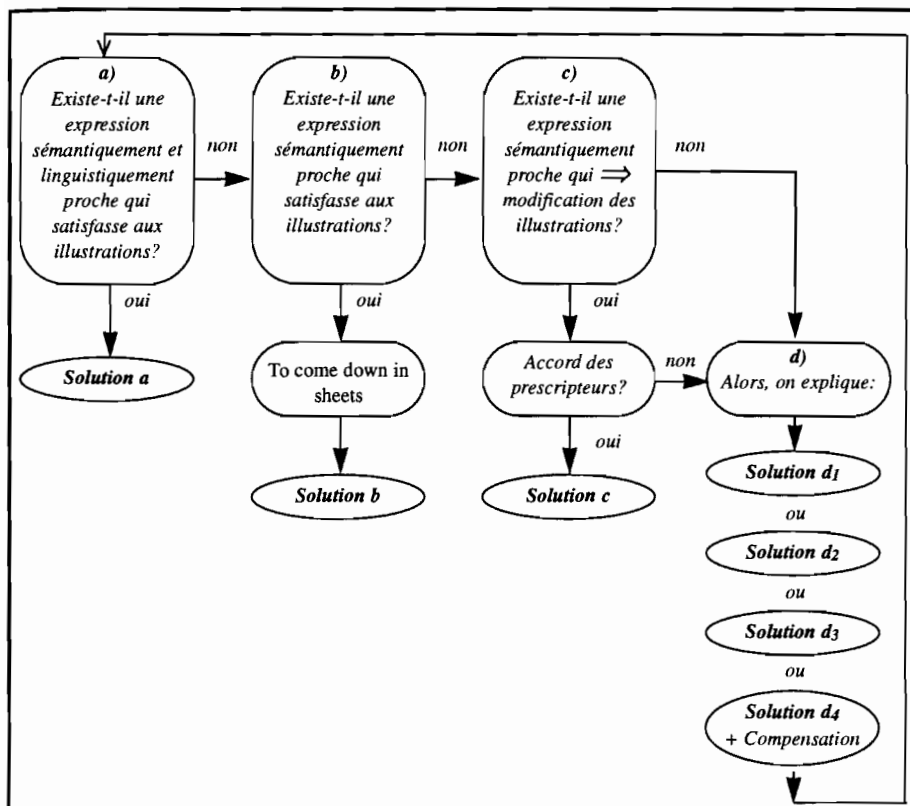 a)
Existe-t-il une
expression
sémantiquement et
linguistiquement
proche qui
satisfasse aux
illustrations?
non
b)
Existe-t-il une
expression
sémantiquement
proche qui
satisfasse aux
illustrations?
non
c)
Existe-t-il une
expression
sémantiquement
proche qui ⇒
modification des
illustrations?
non
oui
oui
oui
Solution a
To come down in
sheets
Accord des
prescripteurs?
non
d)
Alors, on explique:
oui
Solution b
Solution c
Solution d1
ou
Solution d2
ou
Solution d3
ou
Solution d4
+ Compensation